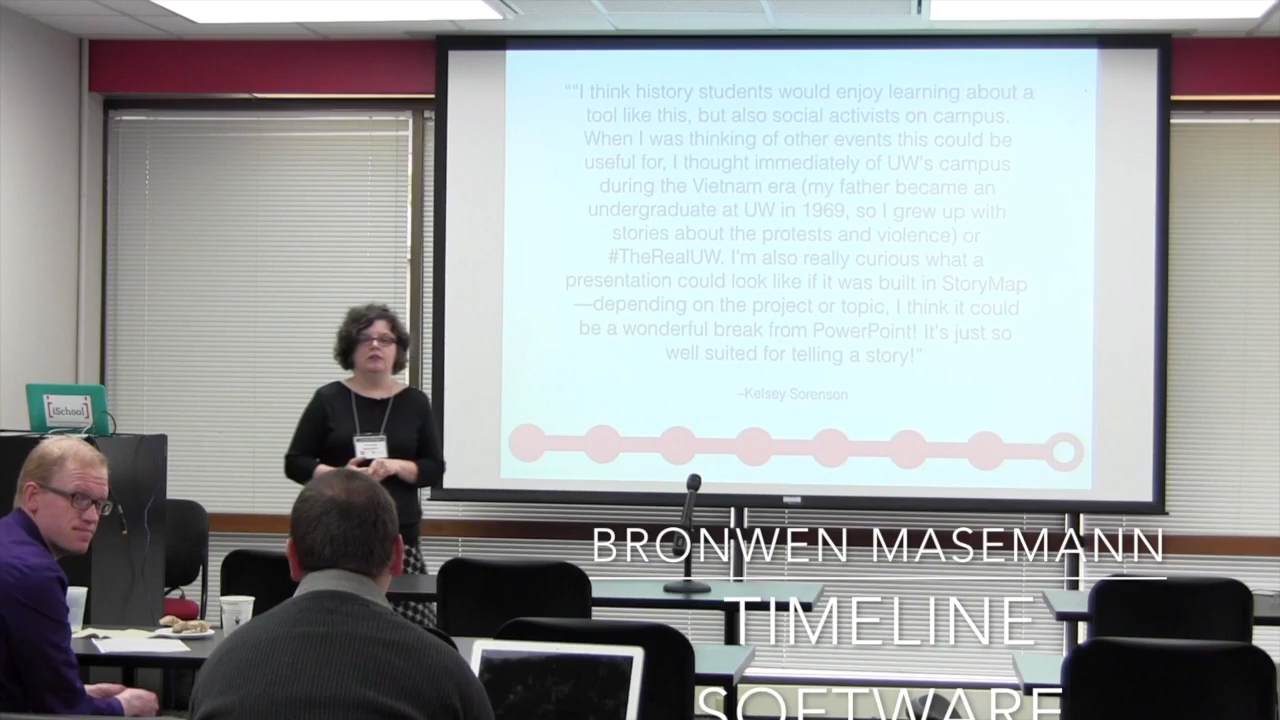 ““I think history students would enjoy learning about a
tool like this, but also social activists on campus.
When I was thinking of other events this could be
useful for, I thought immediately of UW's campus
during the Vietnam era (my father became an
undergraduate at UW in 1969, so I grew up with
stories about the protests and violence) or
#TheRealUW. I'm also really curious what a
presentation could look like if it was built in StoryMap
—depending on the project or topic, I think it could
be a wonderful break from PowerPoint! It's just so
well suited for telling a story!”
–Kelsey Sorenson
[iSchool]
BRONWEN MASEMANN
TIMELINE
SOFTWARE